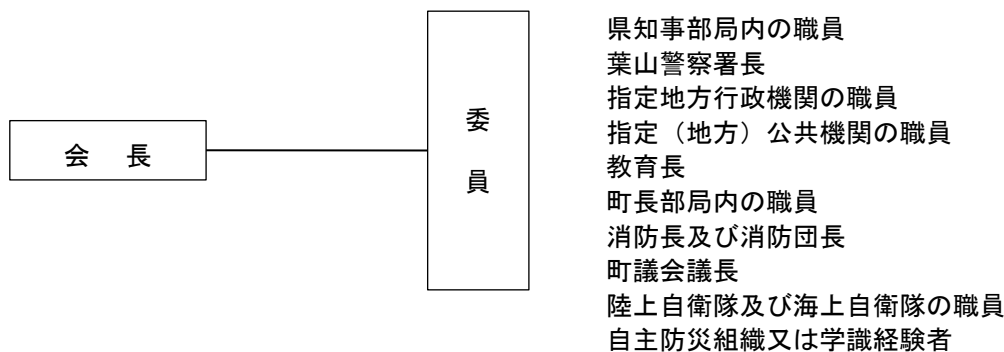 会　長
委員
県知事部局内の職員
葉山警察署長
指定地方行政機関の職員
指定（地方）公共機関の職員
教育長
町長部局内の職員
消防長及び消防団長
町議会議長
陸上自衛隊及び海上自衛隊の職員
自主防災組織又は学識経験者